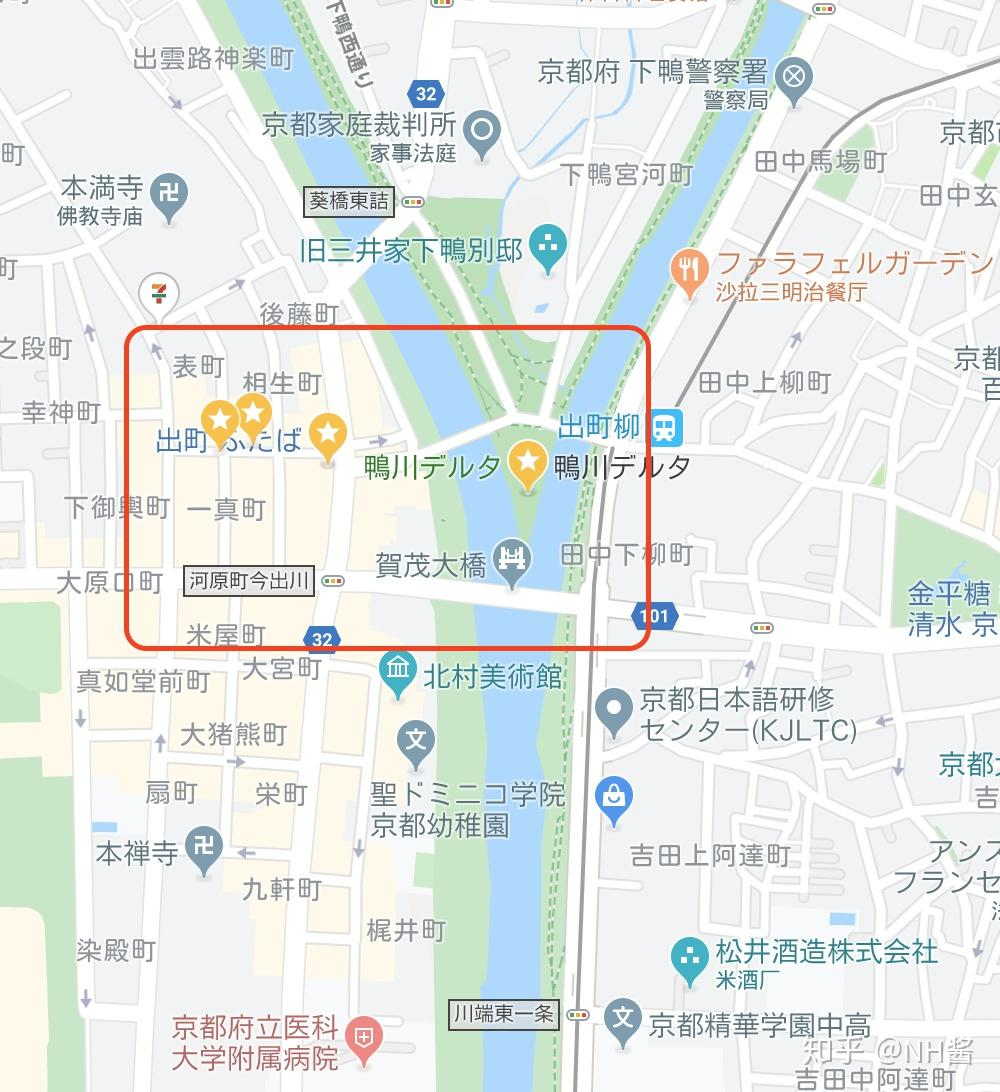 下鴨西通り
出雲路神楽町
32
京都府 下鴨警察署
警察局
京都家庭裁判所
家事法庭
下鴨宮河町
田中馬場町
田中玄
町
本満寺
佛教寺庙
葵橋東詰
旧三井家下鴨別邸
ファラフェルガーデン
沙拉三明治餐厅
7
後藤町
之段町
表町
相生町
幸神町
田中上柳町
京都
百
出町ふたば
出町柳
鴨川デルタ
鴨川デルタ
下御輿町
一真町
賀茂大橋
田中下柳町
大原口町
河原町今出川
金平糖
清水 京
米屋町
32
101
真如堂前町
大宮町
北村美術館
京都日本語研修
センター(KJLTC)
大猪熊町
文
扇町
栄町
聖ドミニコ学院
京都幼稚園
京都
吉
本禅寺
吉田上阿達町
アンス
フランセ
九軒町
梶井町
染殿町
松井酒造株式会社
米酒厂
川端東一条
京都府立医科
大学附属病院
文
京都精華学園中高
知乎 @NH酱
吉田中阿達町